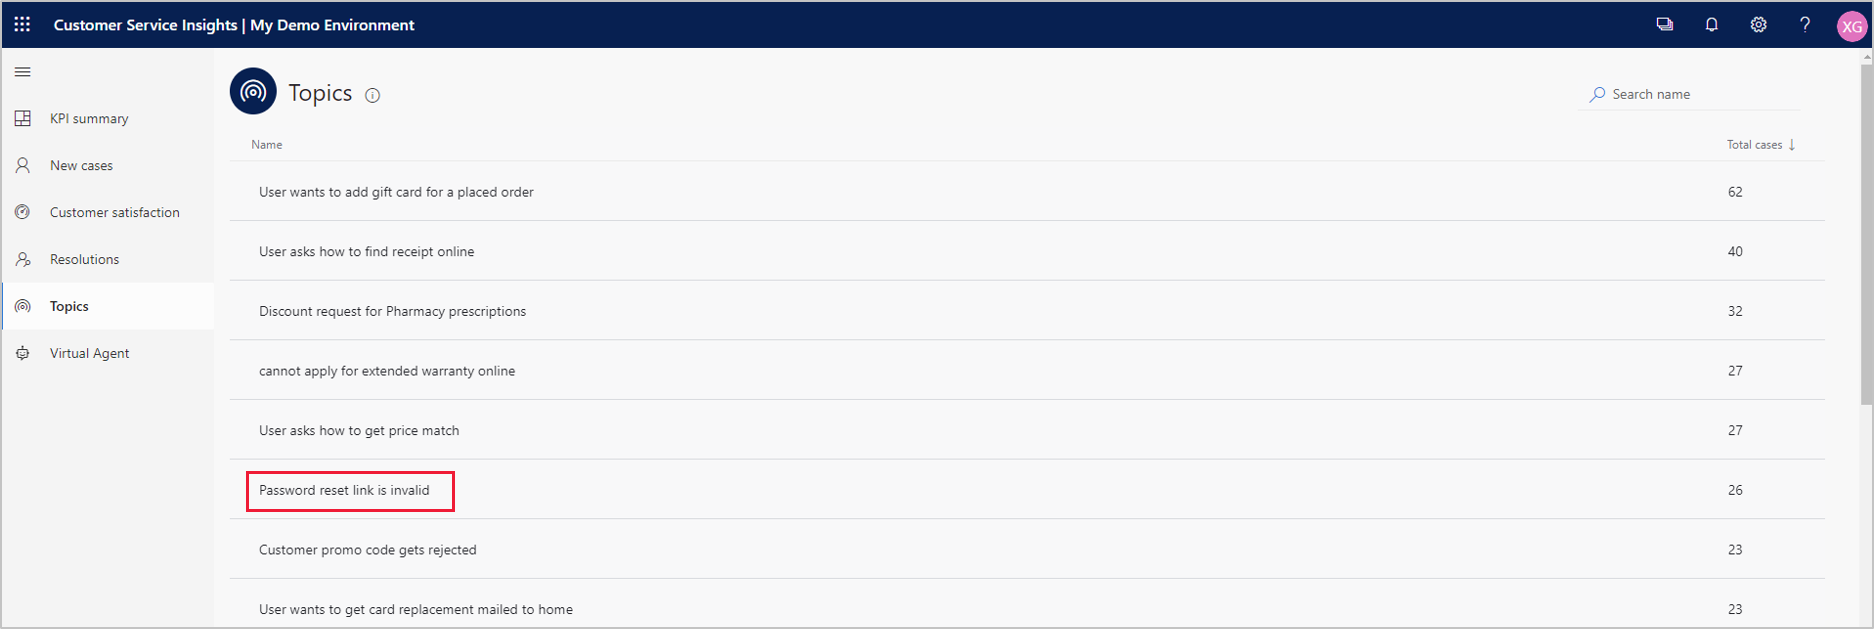 Customer Service Insights | My Demo Environment
? XG
KPI summary
New cases
Customer satisfaction
Resolutions
Topics
Virtual Agent
Topics
Search name
Name Total cases ↓
User wants to add gift card for a placed order 62
User asks how to find receipt online 40
Discount request for Pharmacy prescriptions 32
cannot apply for extended warranty online 27
User asks how to get price match 27
Password reset link is invalid 26
Customer promo code gets rejected 23
User wants to get card replacement mailed to home 23